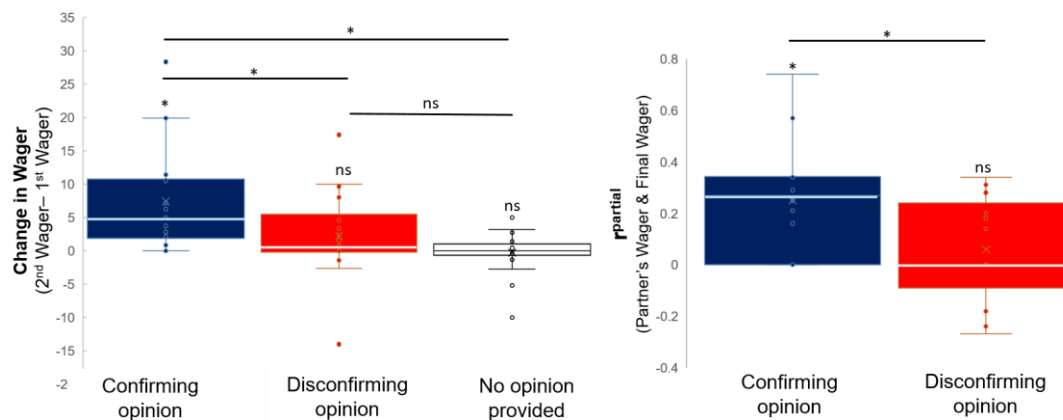 35
30
25
20
15
10
5
0
-5
-10
-15
-2
Change in Wager
(2nd Wager– 1st Wager)
*
*
*
ns
ns
ns
Confirming
opinion
Disconfirming
opinion
No opinion
provided
0.8
0.6
0.4
0.2
0
-0.2
-0.4
rpartial
(Partner's Wager & Final Wager)
*
*
ns
Confirming
opinion
Disconfirming
opinion